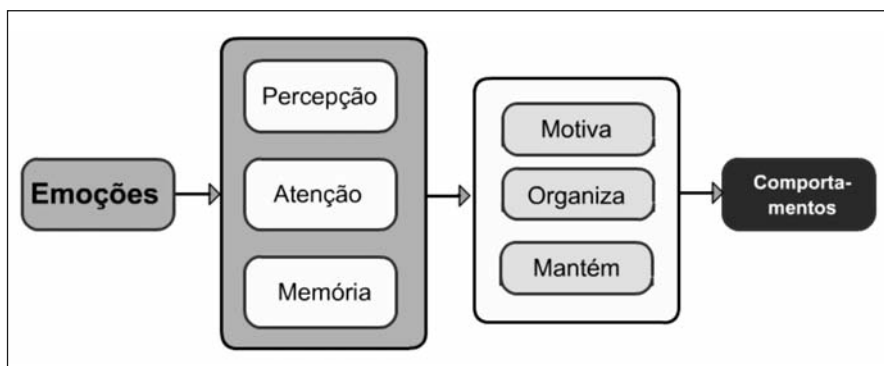 Emoções
Percepção
Atenção
Memória
Motiva
Organiza
Mantém
Comporta-
mentos